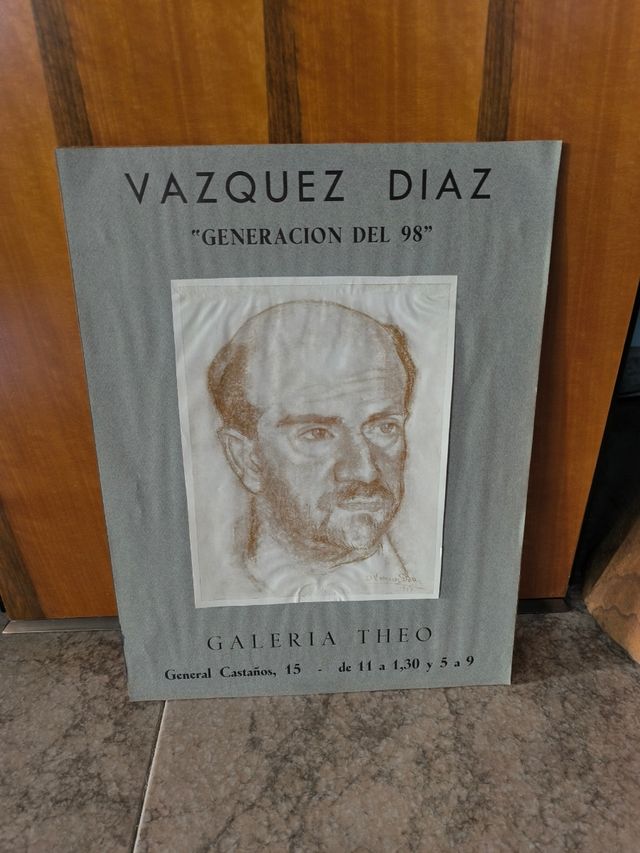 VAZQUEZ DIAZ
“GENERACION DEL 98”
GALERIA THEO
General Castaños, 15 - de 11 a 1,30 y 5 a 9